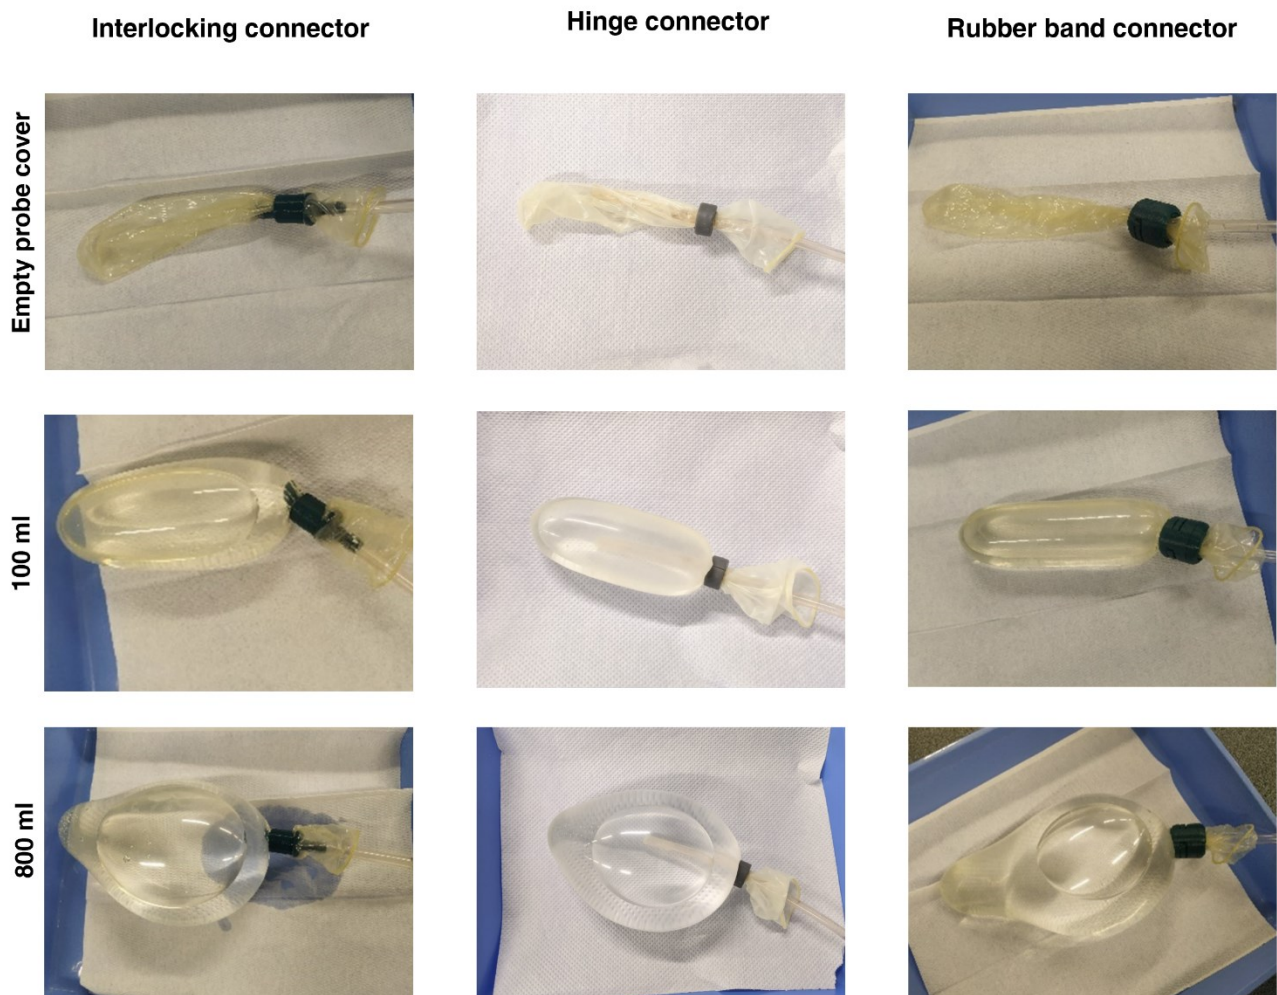 Interlocking connector
Hinge connector
Rubber band connector
Empty probe cover
100 ml
800 ml